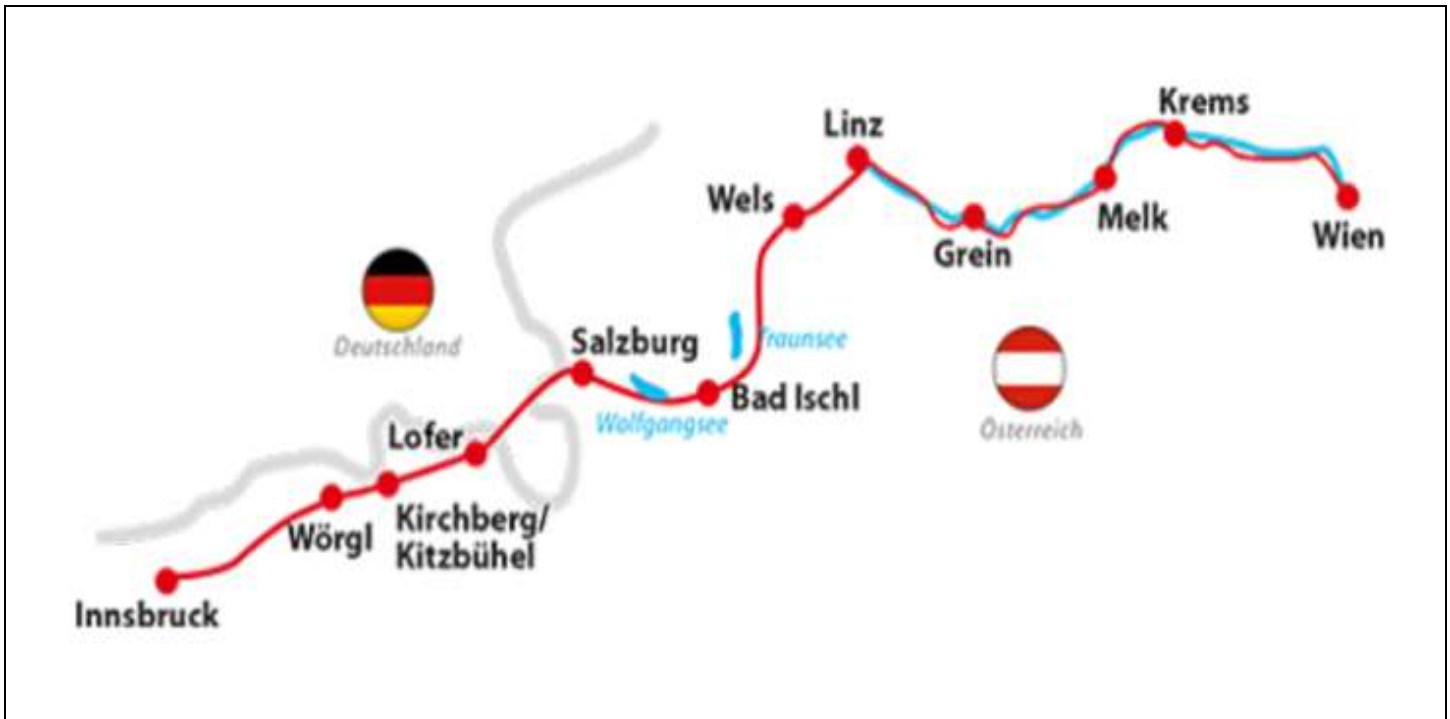 Krems
Linz
Wels
Melk
Wien
Grein
Deutschland
Salzburg
Traunsee
Bad Ischl
Wolfgangsee
Österreich
Lofer
Wörgl
Kirchberg/
Kitzbühel
Innsbruck